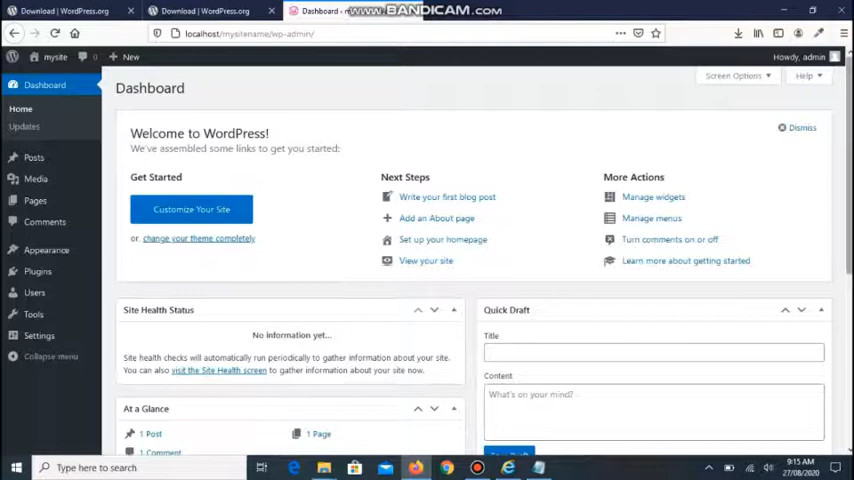 Download | WordPress.org
Download | WordPress.org
Dashboard
WWW.BANDICAM.COM
localhost/mysitename/wp-admin/
mysite
0
New
Howdy, admin
Dashboard
Home
Updates
Posts
Media
Pages
Comments
Appearance
Plugins
Users
Tools
Settings
Collapse menu
Dashboard
Screen Options
Help
Welcome to WordPress!
We've assembled some links to get you started:
Dismiss
Get Started
Customize Your Site
or, change your theme completely
Next Steps
Write your first blog post
Add an About page
Set up your homepage
View your site
More Actions
Manage widgets
Manage menus
Turn comments on or off
Learn more about getting started
Site Health Status
No information yet...
Site health checks will automatically run periodically to gather information about your site.
You can also visit the Site Health screen to gather information about your site now.
At a Glance
1 Post
1 Page
1 Comment
Quick Draft
Title
Content
What's on your mind?
Type here to search
9:15 AM
27/08/2020